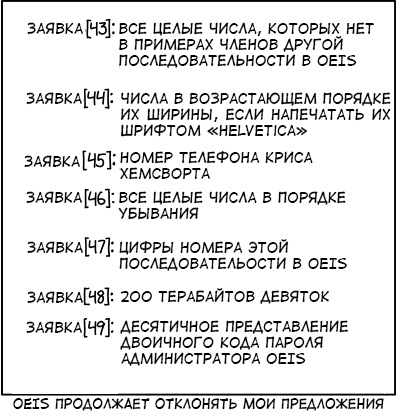 ЗАЯВКА[43]: ВСЕ ЦЕЛЫЕ ЧИСЛА, КОТОРЫХ НЕТ
В ПРИМЕРАХ ЧЛЕНОВ ДРУГОЙ
ПОСЛЕДОВАТЕЛЬНОСТИ В OEIS
ЗАЯВКА[44]: ЧИСЛА В ВОЗРАСТАЮЩЕМ ПОРЯДКЕ
ИХ ШИРИНЫ, ЕСЛИ НАПЕЧАТАТЬ ИХ
ШРИФТОМ «HELVETICA»
ЗАЯВКА[45]: НОМЕР ТЕЛЕФОНА КРИСА
ХЕМСВОРТА
ЗАЯВКА[46]: ВСЕ ЦЕЛЫЕ ЧИСЛА В ПОРЯДКЕ
УБЫВАНИЯ
ЗАЯВКА[47]: ЦИФРЫ НОМЕРА ЭТОЙ
ПОСЛЕДОВАТЕЛЬОСТИ В OEIS
ЗАЯВКА[48]: 200 ТЕРАБАЙТОВ ДЕВЯТОК
ЗАЯВКА[49]: ДЕСЯТИЧНОЕ ПРЕДСТАВЛЕНИЕ
ДВОИЧНОГО КОДА ПАРОЛЯ
АДМИНИСТРАТОРА OEIS
OEIS ПРОДОЛЖАЕТ ОТКЛОНЯТЬ МОИ ПРЕДЛОЖЕНИЯ